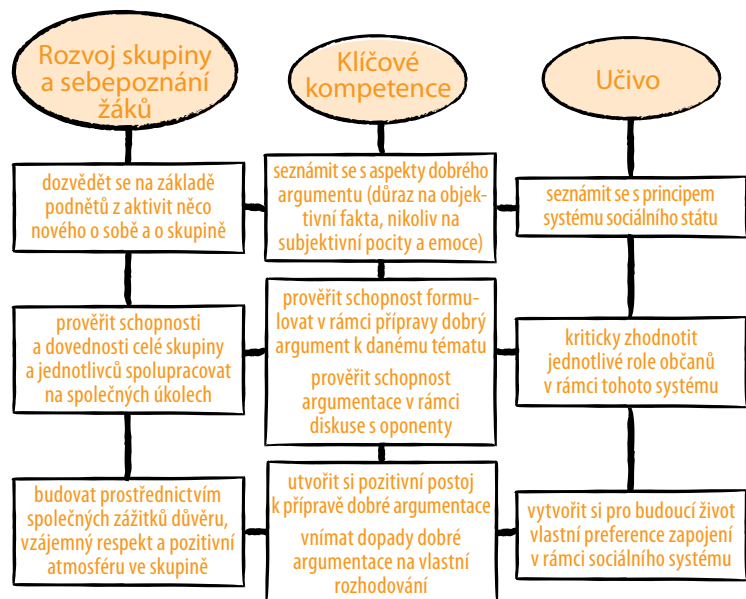 Rozvoj skupiny
a sebepoznání
žáků
Klíčové
kompetence
Učivo
dozvědět se na základě
podnětů z aktivit něco
nového o sobě a o skupině
seznámit se s aspekty dobrého
argumentu (důraz na objek-
tivní fakta, nikoliv na
subjektivní pocity a emoce)
seznámit se s principem
systému sociálního státu
prověřit schopnosti
a dovednosti celé skupiny
a jednotlivců spolupracovat
na společných úkolech
prověřit schopnost formu-
lovat v rámci přípravy dobrý
argument k danému tématu
prověřit schopnost
argumentace v rámci
diskuse s oponenty
kriticky zhodnotit
jednotlivé role občanů
v rámci tohoto systému
budovat prostřednictvím
společných zážitků důvěru,
vzájemný respekt a pozitivní
atmosféru ve skupině
utvořit si pozitivní postoj
k přípravě dobré argumentace
vnímat dopady dobré
argumentace na vlastní
rozhodování
vytvořit si pro budoucí život
vlastní preference zapojení
v rámci sociálního systému